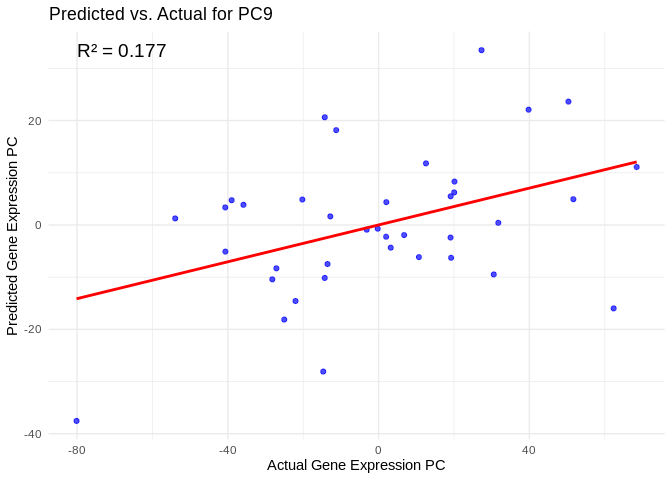 Predicted vs. Actual for PC9
R² = 0.177
20
0
-20
-40
Predicted Gene Expression PC
-80
-40
0
40
Actual Gene Expression PC